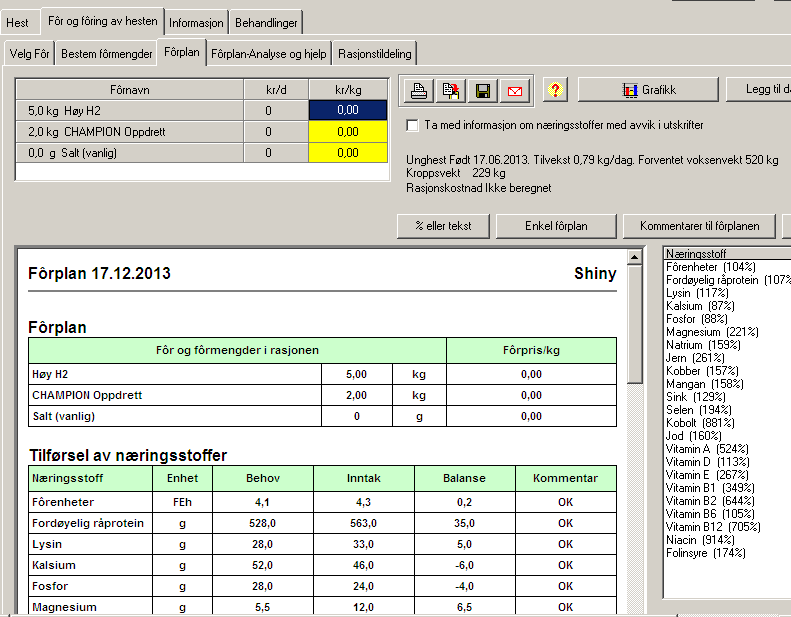 Hest Fôr og fôring av hesten Informasjon Behandlinger
Velg Fôr Bestem fôrmengder Fôrplan Fôrplan-Analyse og hjelp Rasjonstildeling
Fôrnavn kr/d kr/kg
5,0 kg Høy H2 0 0,00
2,0 kg CHAMPION Oppdrett 0 0,00
0,0 g Salt (vanlig) 0 0,00
? Grafikk Legg til d
Ta med informasjon om næringsstoffer med avvik i utskrifter
Unghest Født 17.06.2013. Tilvekst 0,79 kg/dag. Forventet voksenvekt 520 kg
Kroppsvekt 229 kg
Rasjonskostnad Ikke beregnet
% eller tekst Enkel fôrplan Kommentarer til fôrplanen
Fôrplan 17.12.2013 Shiny
Fôrplan
Fôr og fôrmengder i rasjonen Fôrpris/kg
Høy H2 5,00 kg 0,00
CHAMPION Oppdrett 2,00 kg 0,00
Salt (vanlig) 0 g 0,00
Tilførsel av næringsstoffer
Næringsstoff Enhet Behov Inntak Balanse Kommentar
Fôrenheter FEh 4,1 4,3 0,2 OK
Fordøyelig råprotein g 528,0 563,0 35,0 OK
Lysin g 28,0 33,0 5,0 OK
Kalsium g 52,0 46,0 -6,0 OK
Fosfor g 28,0 24,0 -4,0 OK
Magnesium g 5,5 12,0 6,5 OK
Næringsstoff
Fôrenheter (104%)
Fordøyelig råprotein (107%
Lysin (117%)
Kalsium (87%)
Fosfor (88%)
Magnesium (221%)
Natrium (159%)
Jern (261%)
Kobber (157%)
Mangan (158%)
Sink (129%)
Selen (194%)
Kobolt (881%)
Jod (160%)
Vitamin A (524%)
Vitamin D (113%)
Vitamin E (267%)
Vitamin B1 (349%)
Vitamin B2 (644%)
Vitamin B6 (105%)
Vitamin B12 (705%)
Niacin (914%)
Folinsyre (174%)